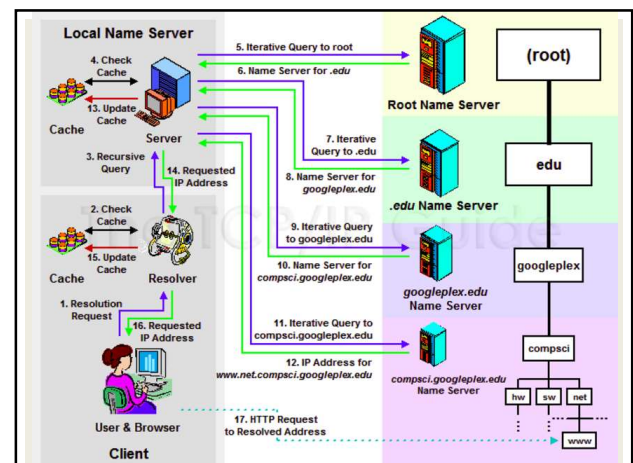 Local Name Server
4. Check
Cache
13. Update
Cache
Cache
Server
3. Recursive
Query
14. Requested
IP Address
2. Check
Cache
15. Update
Cache
Cache
Resolver
1. Resolution
Request
16. Requested
IP Address
User & Browser
Client
5. Iterative Query to root
6. Name Server for .edu
7. Iterative
Query to .edu
8. Name Server for
googleplex.edu
9. Iterative Query
to googleplex.edu
10. Name Server for
compsci.googleplex.edu
11. Iterative Query to
compsci.googleplex.edu
12. IP Address for
www.net.compsci.googleplex.edu
17. HTTP Request
to Resolved Address
Root Name Server
.edu Name Server
googleplex.edu
Name Server
compsci.googleplex.edu
Name Server
(root)
edu
googleplex
compsci
hw
sw
net
www
The TCP/IP Guide